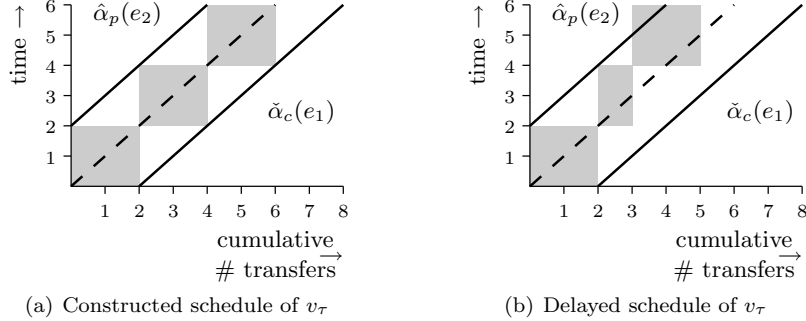 time →
6
5
4
3
2
1
α̂p(e2)
α̌c(e1)
1 2 3 4 5 6 7 8
cumulative
# transfers →
(a) Constructed schedule of vτ
time →
6
5
4
3
2
1
α̂p(e2)
α̌c(e1)
1 2 3 4 5 6 7 8
cumulative
# transfers →
(b) Delayed schedule of vτ